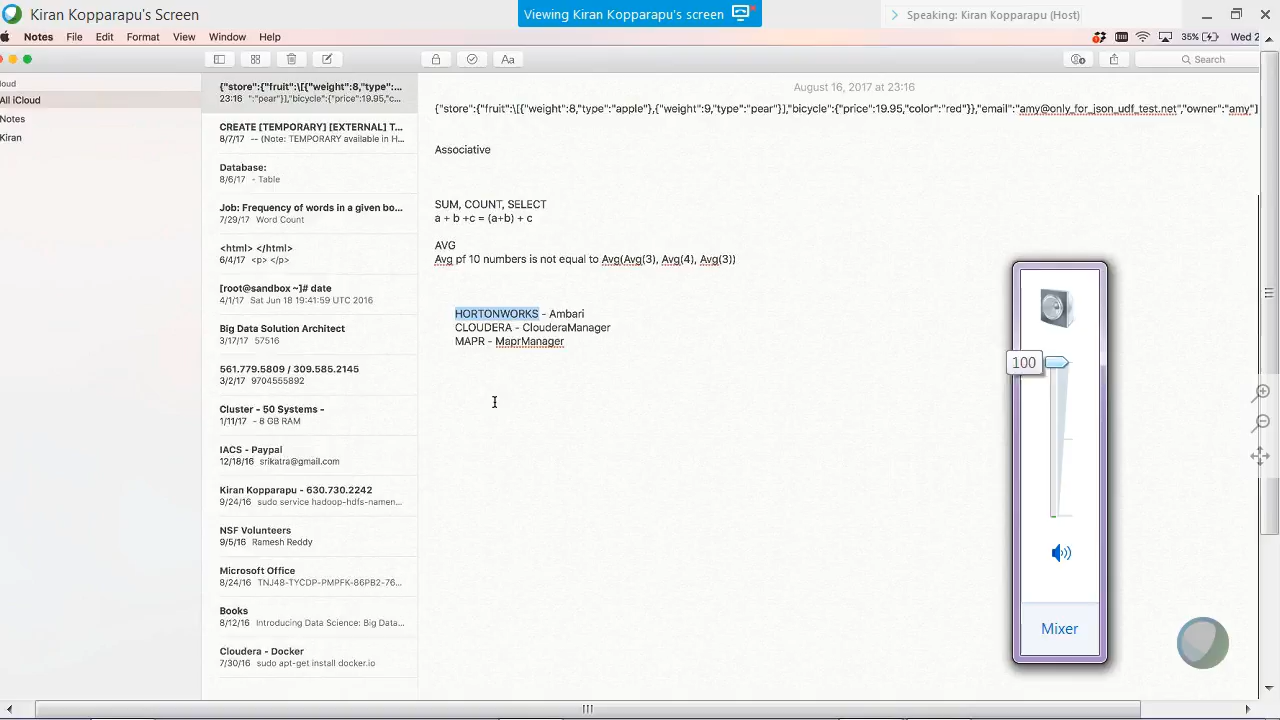 Kiran Kopparapu's Screen
Viewing Kiran Kopparapu's screen
Speaking: Kiran Kopparapu (Host)
Notes File Edit Format View Window Help
35% Wed 2
Aa
Search
loud
All iCloud
Notes
Kiran
{"store":{"fruit":\[{"weight":8,"type":...
23:16 ":"pear"}],"bicycle":{"price":19.95,"c...
CREATE [TEMPORARY] [EXTERNAL] T...
8/7/17 -- (Note: TEMPORARY available in H...
Database:
8/6/17 - Table
Job: Frequency of words in a given bo...
7/29/17 Word Count
<html> </html>
6/4/17 <p> </p>
[root@sandbox ~]# date
4/1/17 Sat Jun 18 19:41:59 UTC 2016
Big Data Solution Architect
3/17/17 57516
561.779.5809 / 309.585.2145
3/2/17 9704555892
Cluster - 50 Systems -
1/11/17 - 8 GB RAM
IACS - Paypal
12/18/16 srikatra@gmail.com
Kiran Kopparapu - 630.730.2242
9/24/16 sudo service hadoop-hdfs-namen...
NSF Volunteers
9/5/16 Ramesh Reddy
Microsoft Office
8/24/16 TNJ48-TYCDP-PMPFK-86PB2-76...
Books
8/12/16 Introducing Data Science: Big Data...
Cloudera - Docker
7/30/16 sudo apt-get install docker.io
August 16, 2017 at 23:16
{"store":{"fruit":\[{"weight":8,"type":"apple"},{"weight":9,"type":"pear"}],"bicycle":{"price":19.95,"color":"red"}},"email":"amy@only_for_json_udf_test.net","owner":"amy"}
Associative
SUM, COUNT, SELECT
a + b +c = (a+b) + c
AVG
Avg pf 10 numbers is not equal to Avg(Avg(3), Avg(4), Avg(3))
HORTONWORKS - Ambari
CLOUDERA - ClouderaManager
MAPR - MaprManager
100
Mixer